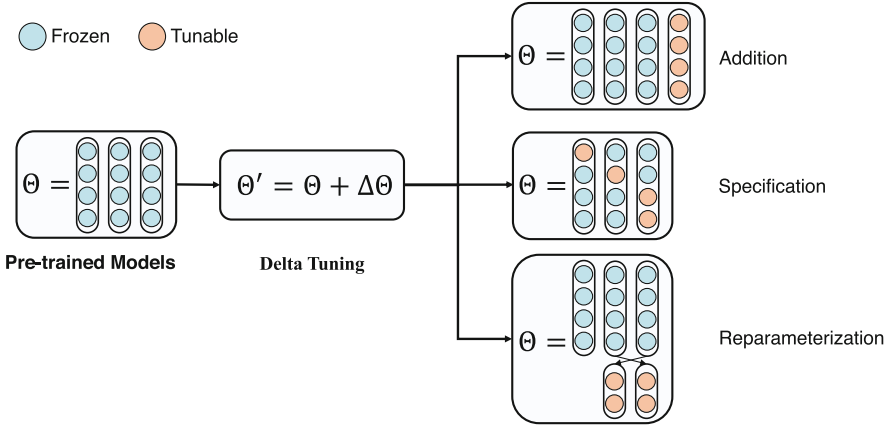 Frozen
Tunable
Θ =
Addition
Θ =
Θ′ = Θ + ΔΘ
Θ =
Specification
Pre-trained Models
Delta Tuning
Θ =
Reparameterization